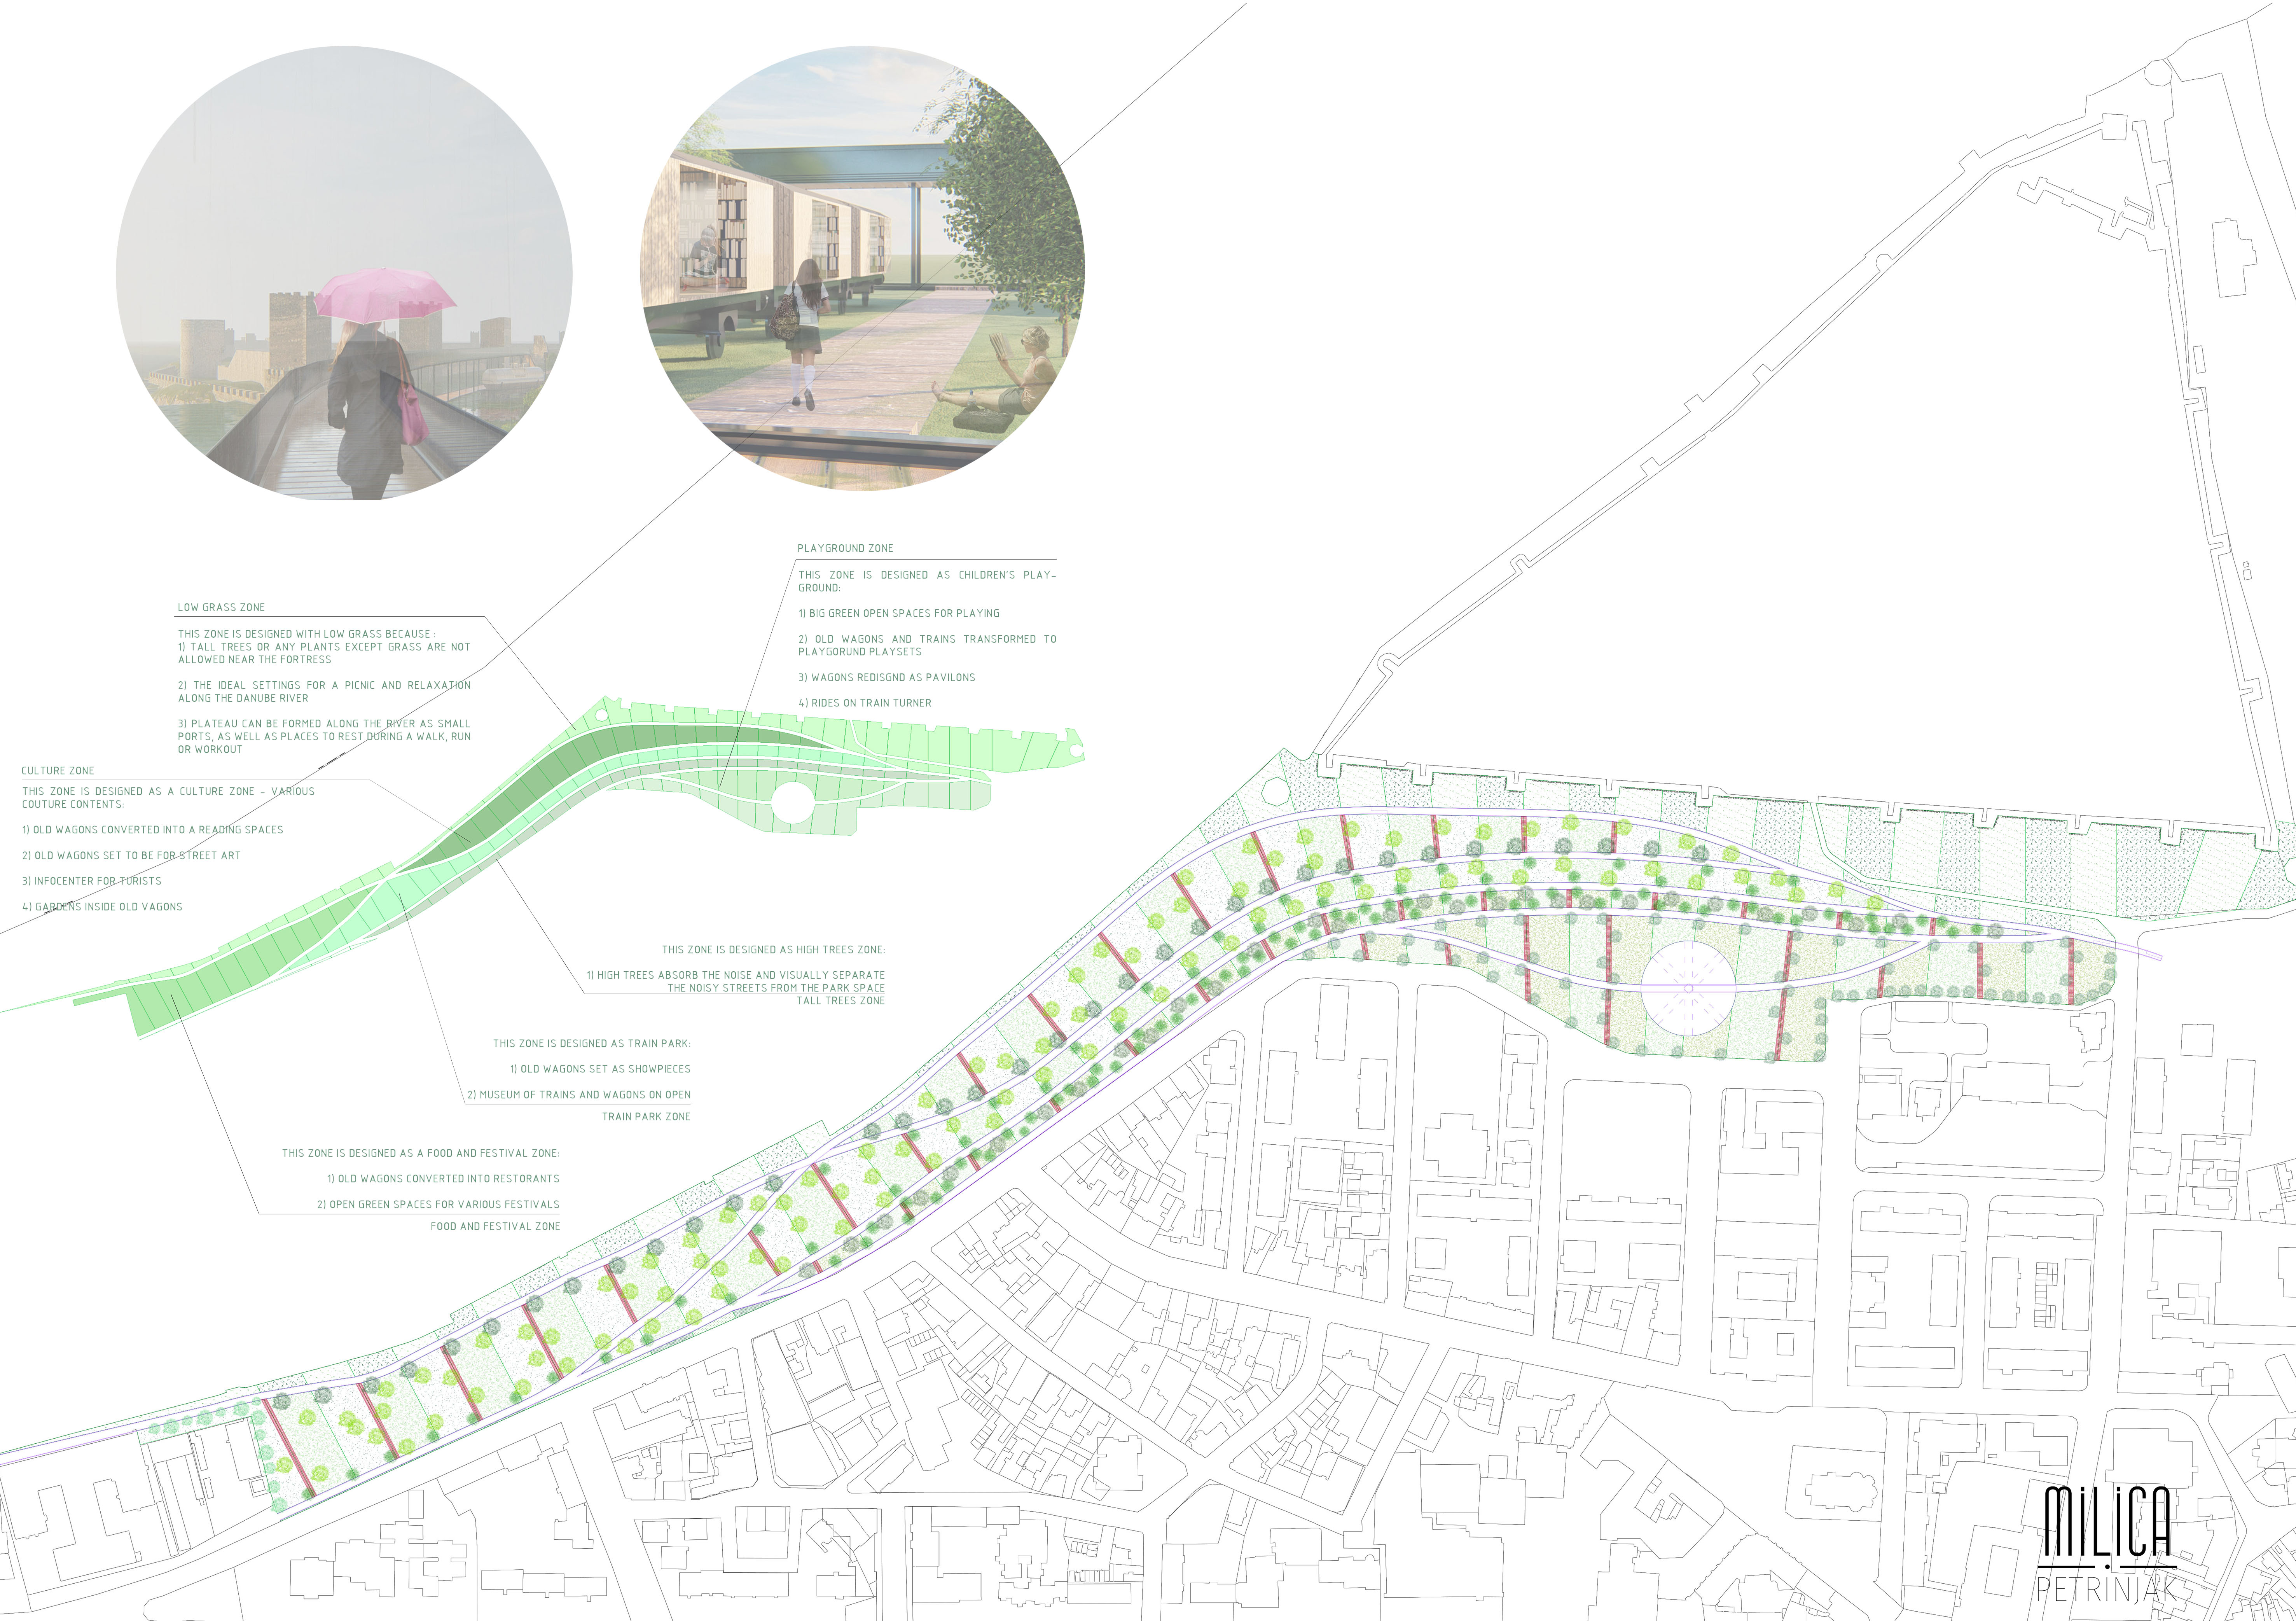 PLAYGROUND ZONE
THIS ZONE IS DESIGNED AS CHILDREN'S PLAY-
GROUND:
1) BIG GREEN OPEN SPACES FOR PLAYING
2) OLD WAGONS AND TRAINS TRANSFORMED TO
PLAYGORUND PLAYSETS
3) WAGONS REDISGND AS PAVILONS
4) RIDES ON TRAIN TURNER
LOW GRASS ZONE
THIS ZONE IS DESIGNED WITH LOW GRASS BECAUSE :
1) TALL TREES OR ANY PLANTS EXCEPT GRASS ARE NOT
ALLOWED NEAR THE FORTRESS
2) THE IDEAL SETTINGS FOR A PICNIC AND RELAXATION
ALONG THE DANUBE RIVER
3) PLATEAU CAN BE FORMED ALONG THE RIVER AS SMALL
PORTS, AS WELL AS PLACES TO REST DURING A WALK, RUN
OR WORKOUT
CULTURE ZONE
THIS ZONE IS DESIGNED AS A CULTURE ZONE - VARIOUS
COUTURE CONTENTS:
1) OLD WAGONS CONVERTED INTO A READING SPACES
2) OLD WAGONS SET TO BE FOR STREET ART
3) INFOCENTER FOR TURISTS
4) GARDENS INSIDE OLD VAGONS
THIS ZONE IS DESIGNED AS HIGH TREES ZONE:
1) HIGH TREES ABSORB THE NOISE AND VISUALLY SEPARATE
THE NOISY STREETS FROM THE PARK SPACE
TALL TREES ZONE
THIS ZONE IS DESIGNED AS TRAIN PARK:
1) OLD WAGONS SET AS SHOWPIECES
2) MUSEUM OF TRAINS AND WAGONS ON OPEN
TRAIN PARK ZONE
THIS ZONE IS DESIGNED AS A FOOD AND FESTIVAL ZONE:
1) OLD WAGONS CONVERTED INTO RESTORANTS
2) OPEN GREEN SPACES FOR VARIOUS FESTIVALS
FOOD AND FESTIVAL ZONE
MiLiCA
PETRINJAK